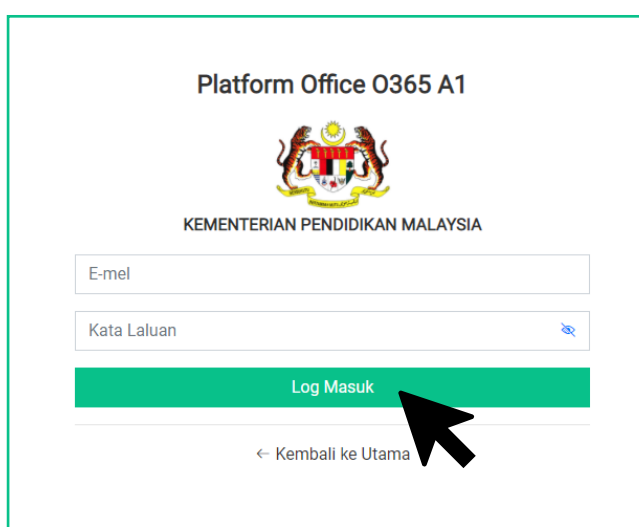 Platform Office O365 A1
KEMENTERIAN PENDIDIKAN MALAYSIA
E-mel
Kata Laluan
Log Masuk
← Kembali ke Utama